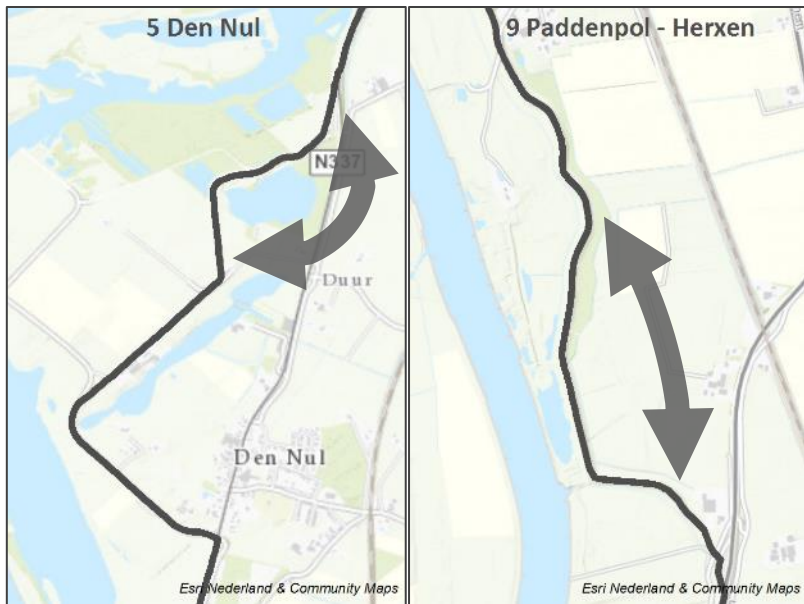 5 Den Nul
N337
Duur
Den Nul
Esri Nederland & Community Maps
9 Paddenpol - Herxen
Esri Nederland & Community Maps